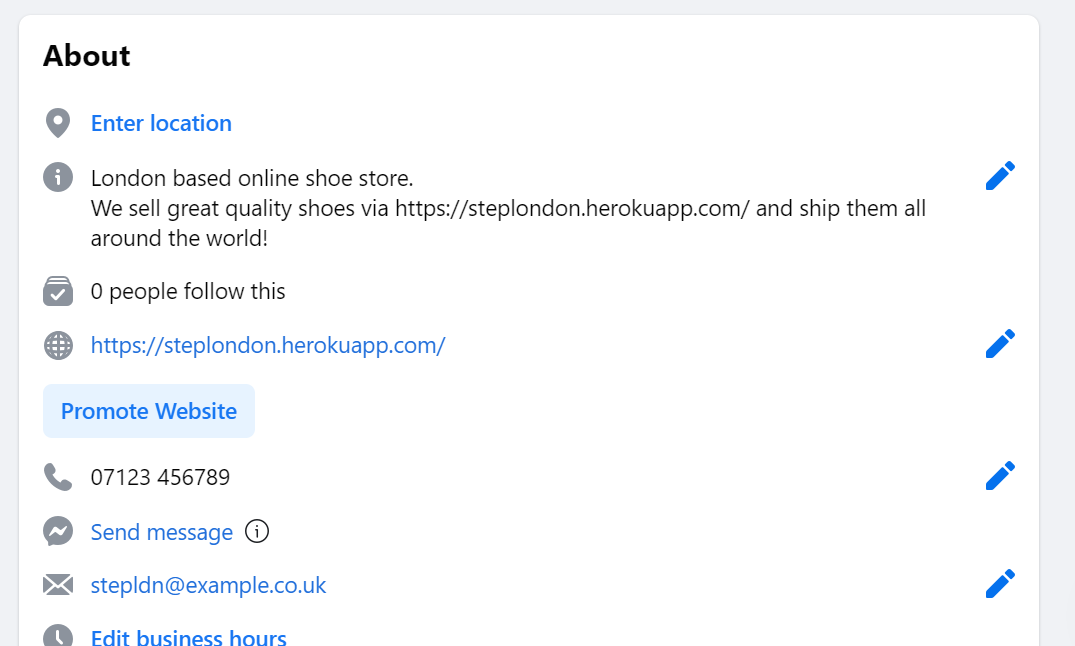 About
Enter location
London based online shoe store.
We sell great quality shoes via https://steplondon.herokuapp.com/ and ship them all
around the world!
0 people follow this
https://steplondon.herokuapp.com/
Promote Website
07123 456789
Send message
stepldn@example.co.uk
Edit business hours